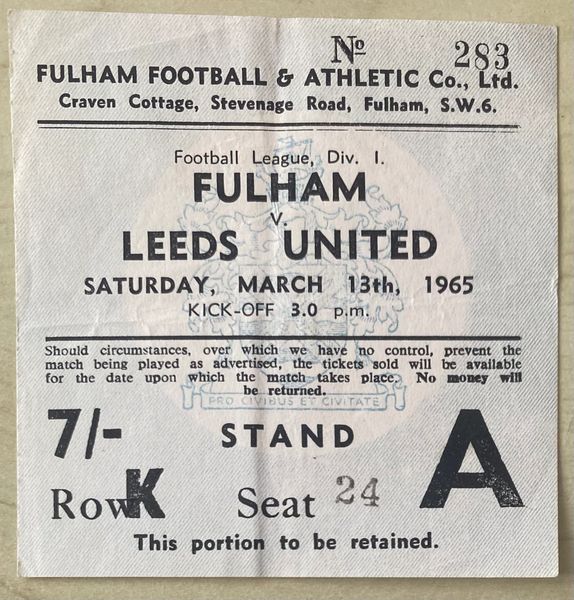 Nº 283
FULHAM FOOTBALL & ATHLETIC Co., Ltd.
Craven Cottage, Stevenage Road, Fulham, S.W.6.
Football League, Div. I.
FULHAM
v.
LEEDS UNITED
SATURDAY, MARCH 13th, 1965
KICK-OFF 3.0 p.m.
Should circumstances, over which we have no control, prevent the
match being played as advertised, the tickets sold will be available
for the date upon which the match takes place. No money will
be returned.
PRO CIVIBUS ET CIVITATE
7/- STAND A
Row K Seat 24
This portion to be retained.